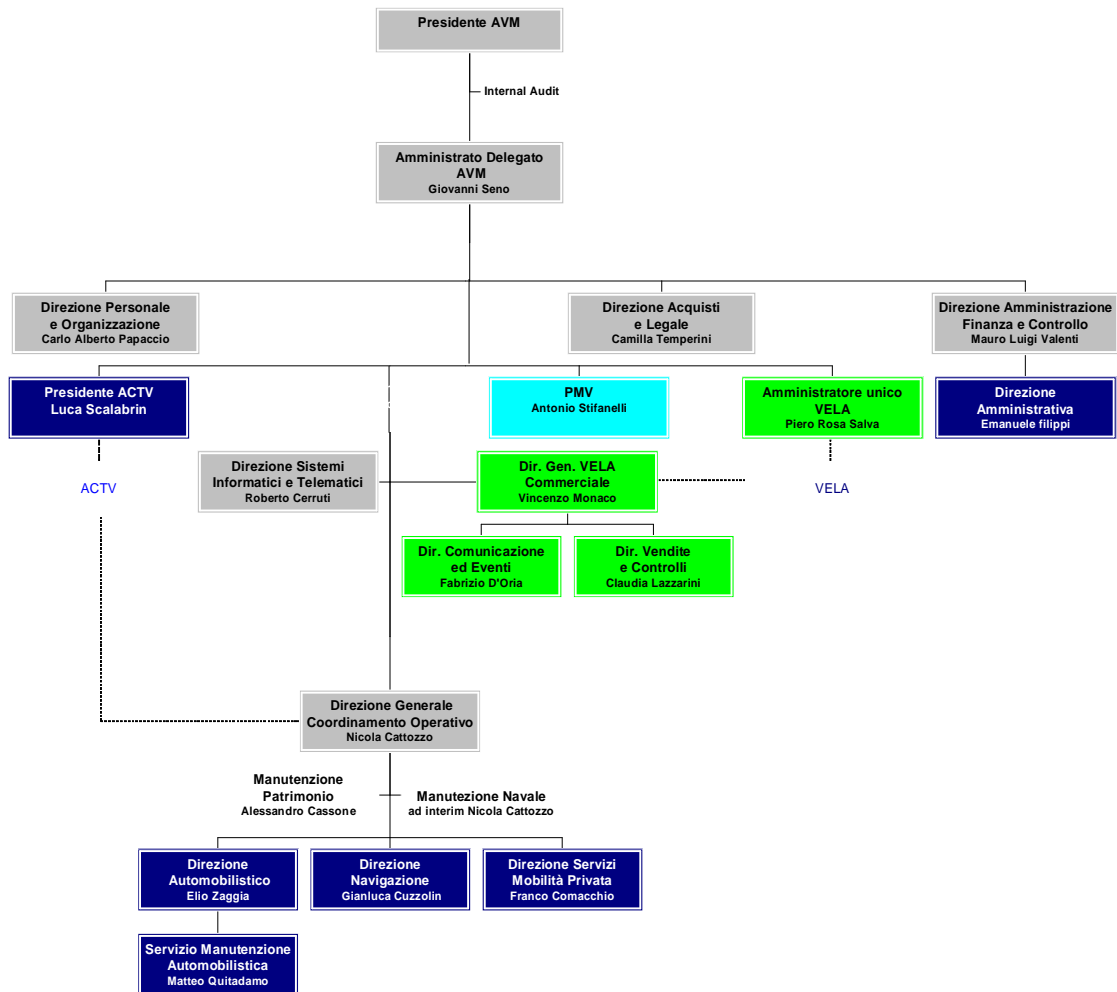 Presidente AVM
Internal Audit
Amministrato Delegato
AVM
Giovanni Seno
Direzione Personale
e Organizzazione
Carlo Alberto Papaccio
Direzione Acquisti
e Legale
Camilla Temperini
Direzione Amministrazione
Finanza e Controllo
Mauro Luigi Valenti
Presidente ACTV
Luca Scalabrin
PMV
Antonio Stifanelli
Amministratore unico
VELA
Piero Rosa Salva
Direzione
Amministrativa
Emanuele filippi
ACTV
Direzione Sistemi
Informatici e Telematici
Roberto Cerruti
Dir. Gen. VELA
Commerciale
Vincenzo Monaco
VELA
Dir. Comunicazione
ed Eventi
Fabrizio D'Oria
Dir. Vendite
e Controlli
Claudia Lazzarini
Direzione Generale
Coordinamento Operativo
Nicola Cattozzo
Manutenzione
Patrimonio
Alessandro Cassone
Manutezione Navale
ad interim Nicola Cattozzo
Direzione
Automobilistico
Elio Zaggia
Direzione
Navigazione
Gianluca Cuzzolin
Direzione Servizi
Mobilità Privata
Franco Comacchio
Servizio Manutenzione
Automobilistica
Matteo Quitadamo